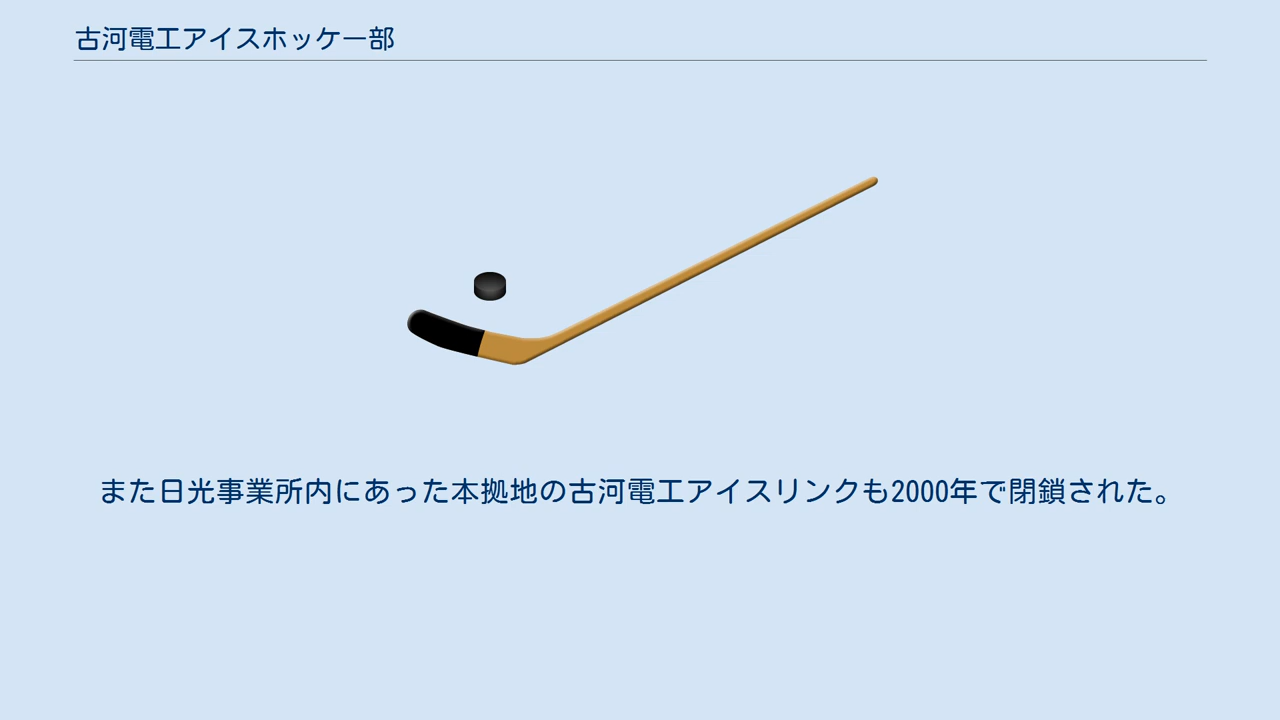 古河電工アイスホッケー部
また日光事業所内にあった本拠地の古河電工アイスリンクも2000年で閉鎖された。